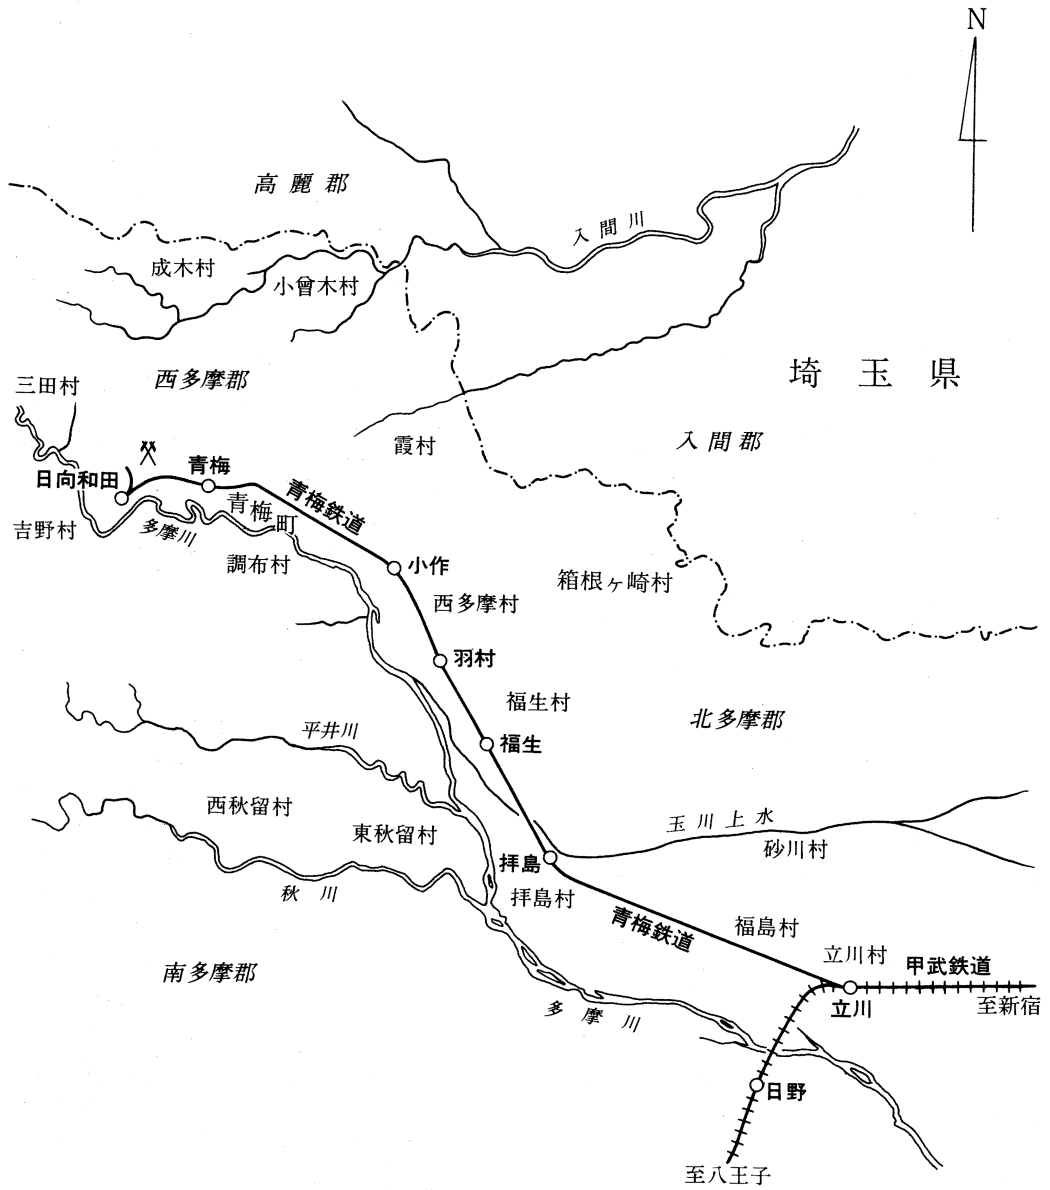 N
高麗郡
入間川
成木村
小曾木村
埼玉県
西多摩郡
三田村
霞村
入間郡
日向和田
青梅
青梅町
青梅鉄道
吉野村
多摩川
調布村
小作
箱根ヶ崎村
西多摩村
羽村
福生村
北多摩郡
平井川
福生
西秋留村
東秋留村
玉川上水
砂川村
拝島
秋川
拝島村
青梅鉄道
福島村
立川村
南多摩郡
甲武鉄道
至新宿
立川
多摩川
日野
至八王子